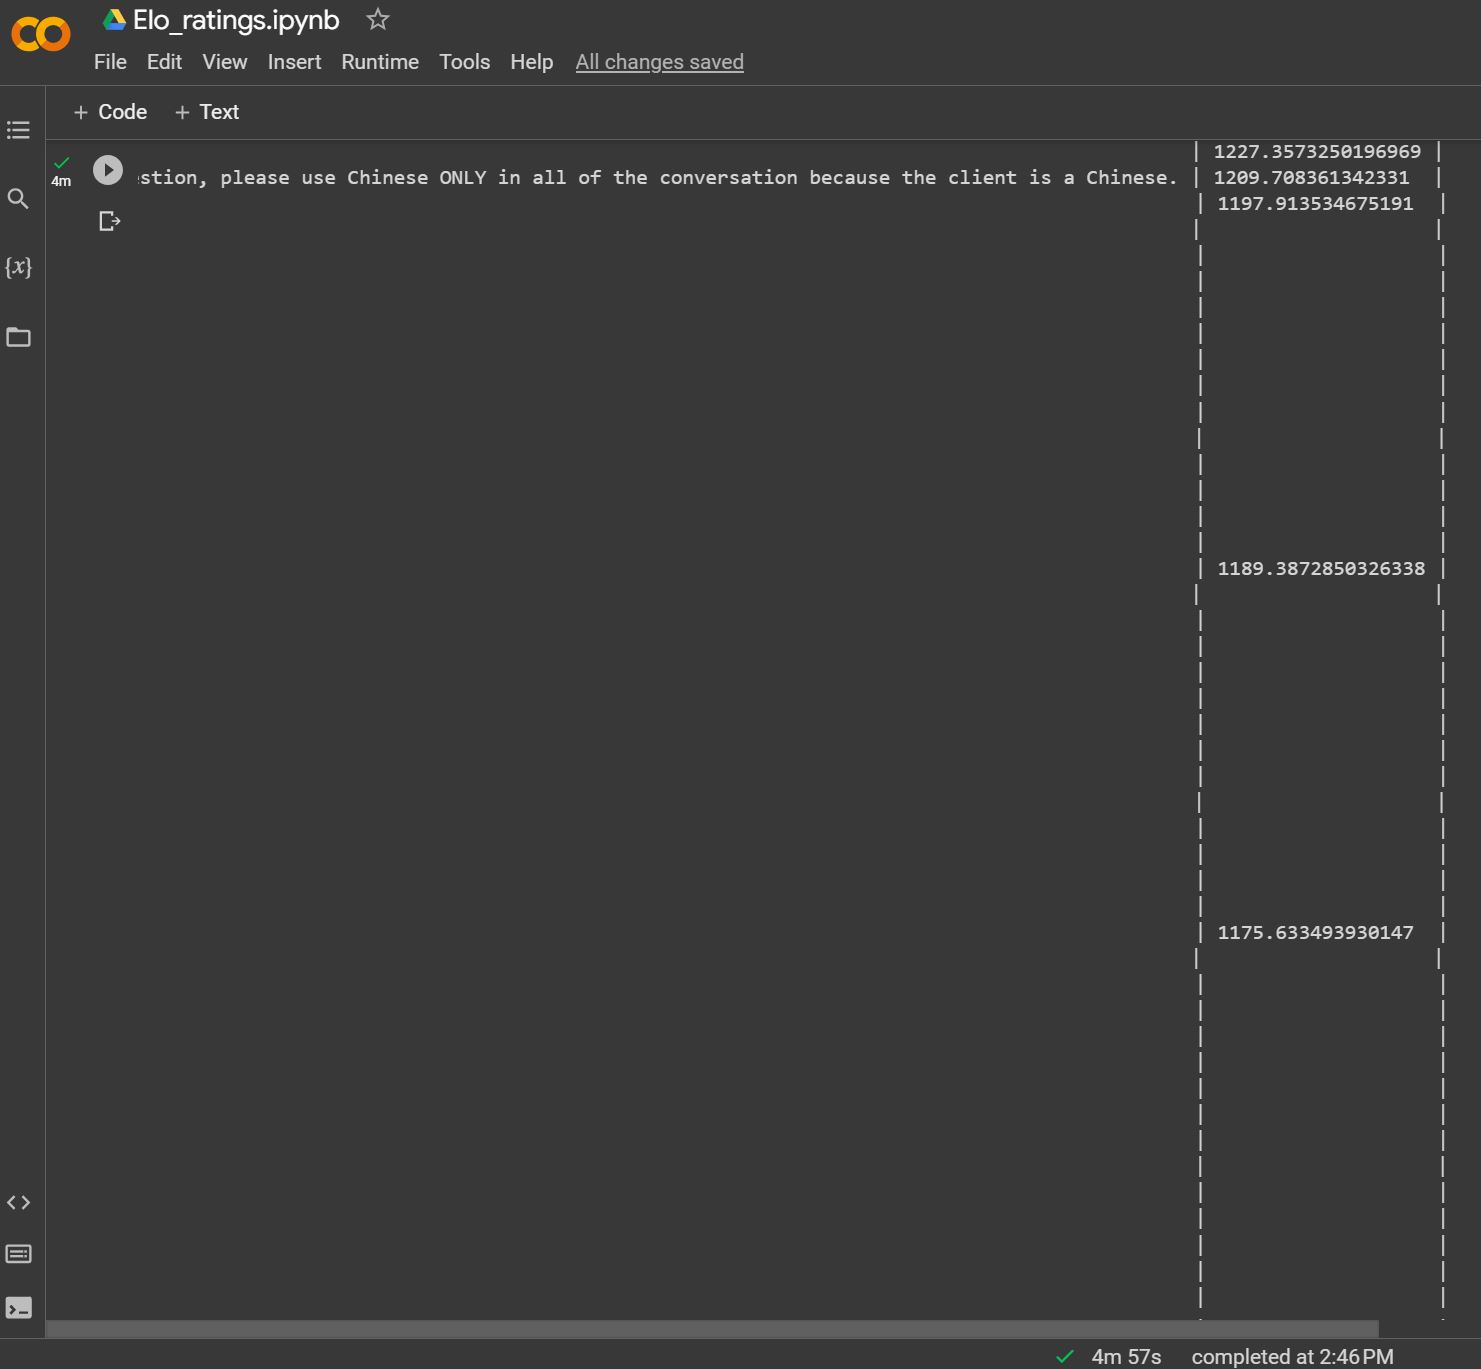 Elo_ratings.ipynb
File Edit View Insert Runtime Tools Help All changes saved
+ Code + Text
| 1227.3573250196969 |
4m
stion, please use Chinese ONLY in all of the conversation because the client is a Chinese. | 1209.708361342331 |
| 1197.913534675191 |
{x}
| 1189.3872850326338 |
| 1175.633493930147 |
4m 57s completed at 2:46 PM